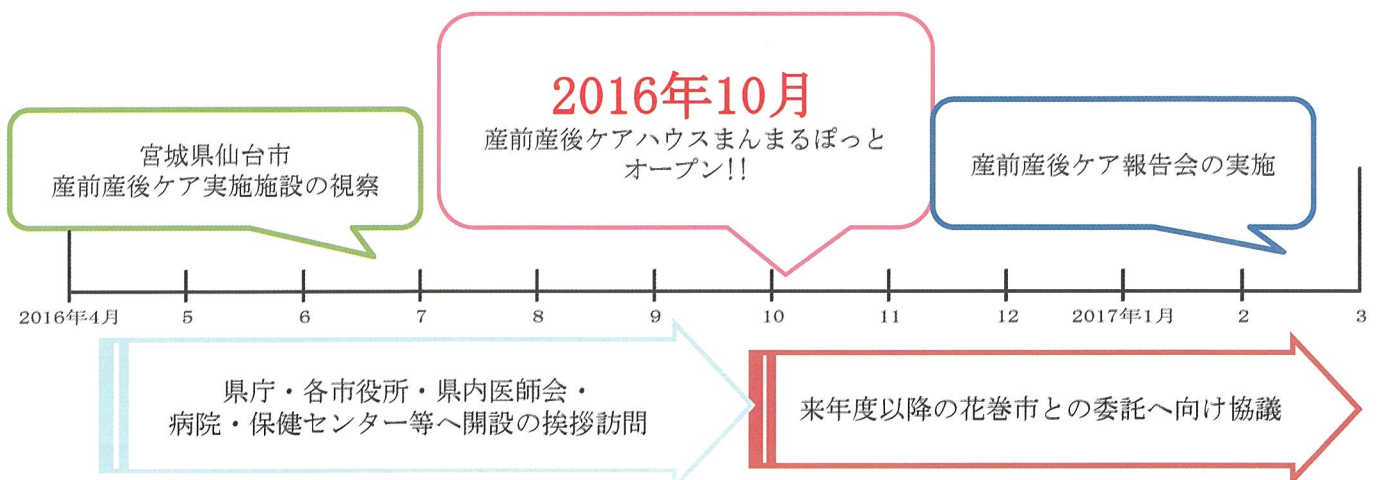 2016年10月
産前産後ケアハウスまんまるぽっと
オープン!!
宮城県仙台市
産前産後ケア実施施設の視察
産前産後ケア報告会の実施
2016年4月 5 6 7 8 9 10 11 12 2017年1月 2 3
県庁・各市役所・県内医師会・
病院・保健センター等へ開設の挨拶訪問
来年度以降の花巻市との委託へ向け協議